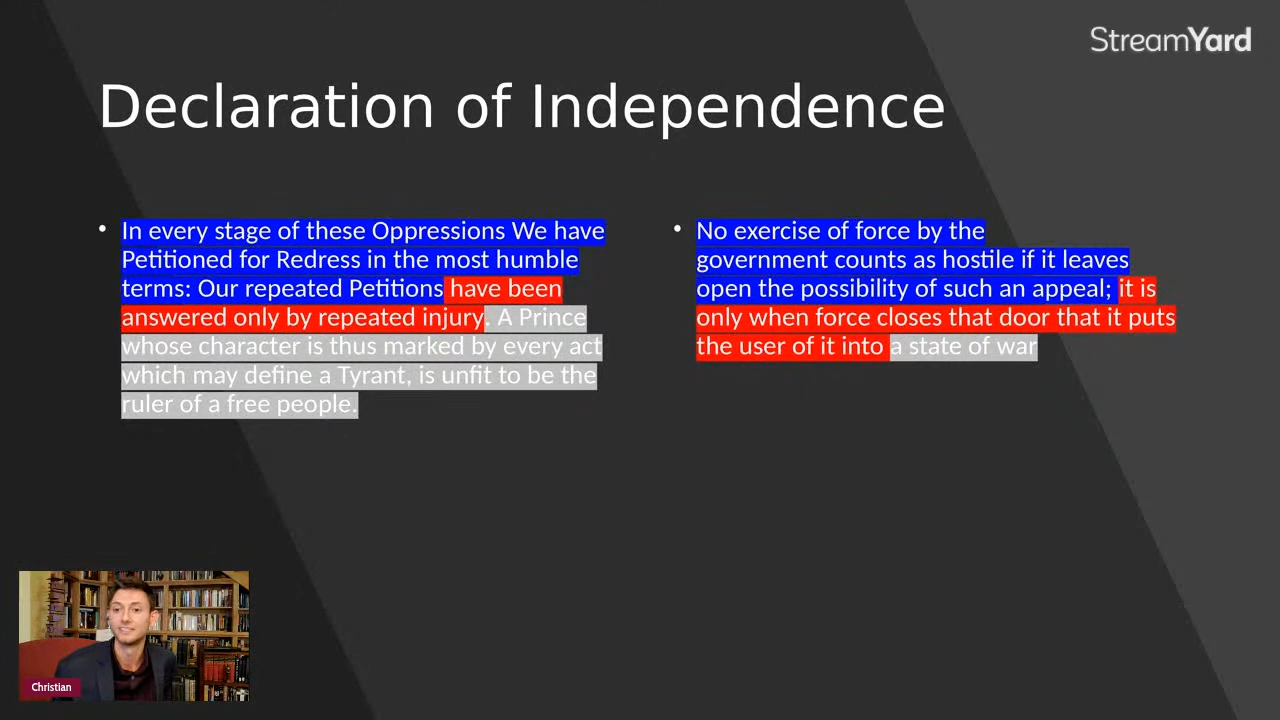 StreamYard
Declaration of Independence
• In every stage of these Oppressions We have
Petitioned for Redress in the most humble
terms: Our repeated Petitions have been
answered only by repeated injury. A Prince
whose character is thus marked by every act
which may define a Tyrant, is unfit to be the
ruler of a free people.
• No exercise of force by the
government counts as hostile if it leaves
open the possibility of such an appeal; it is
only when force closes that door that it puts
the user of it into a state of war
Christian